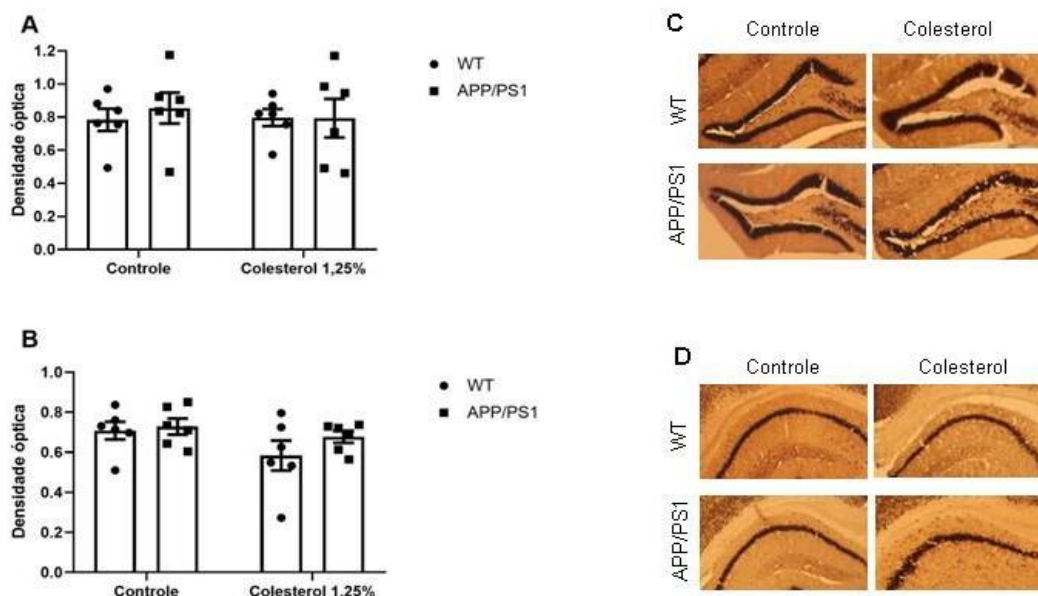 A
Densidade óptica
1.2
1.0
0.8
0.6
0.4
0.2
0.0
Controle
Colesterol 1,25%
WT
APP/PS1
B
Densidade óptica
1.0
0.8
0.6
0.4
0.2
0.0
Controle
Colesterol 1,25%
WT
APP/PS1
C
Controle
Colesterol
WT
APP/PS1
D
Controle
Colesterol
WT
APP/PS1